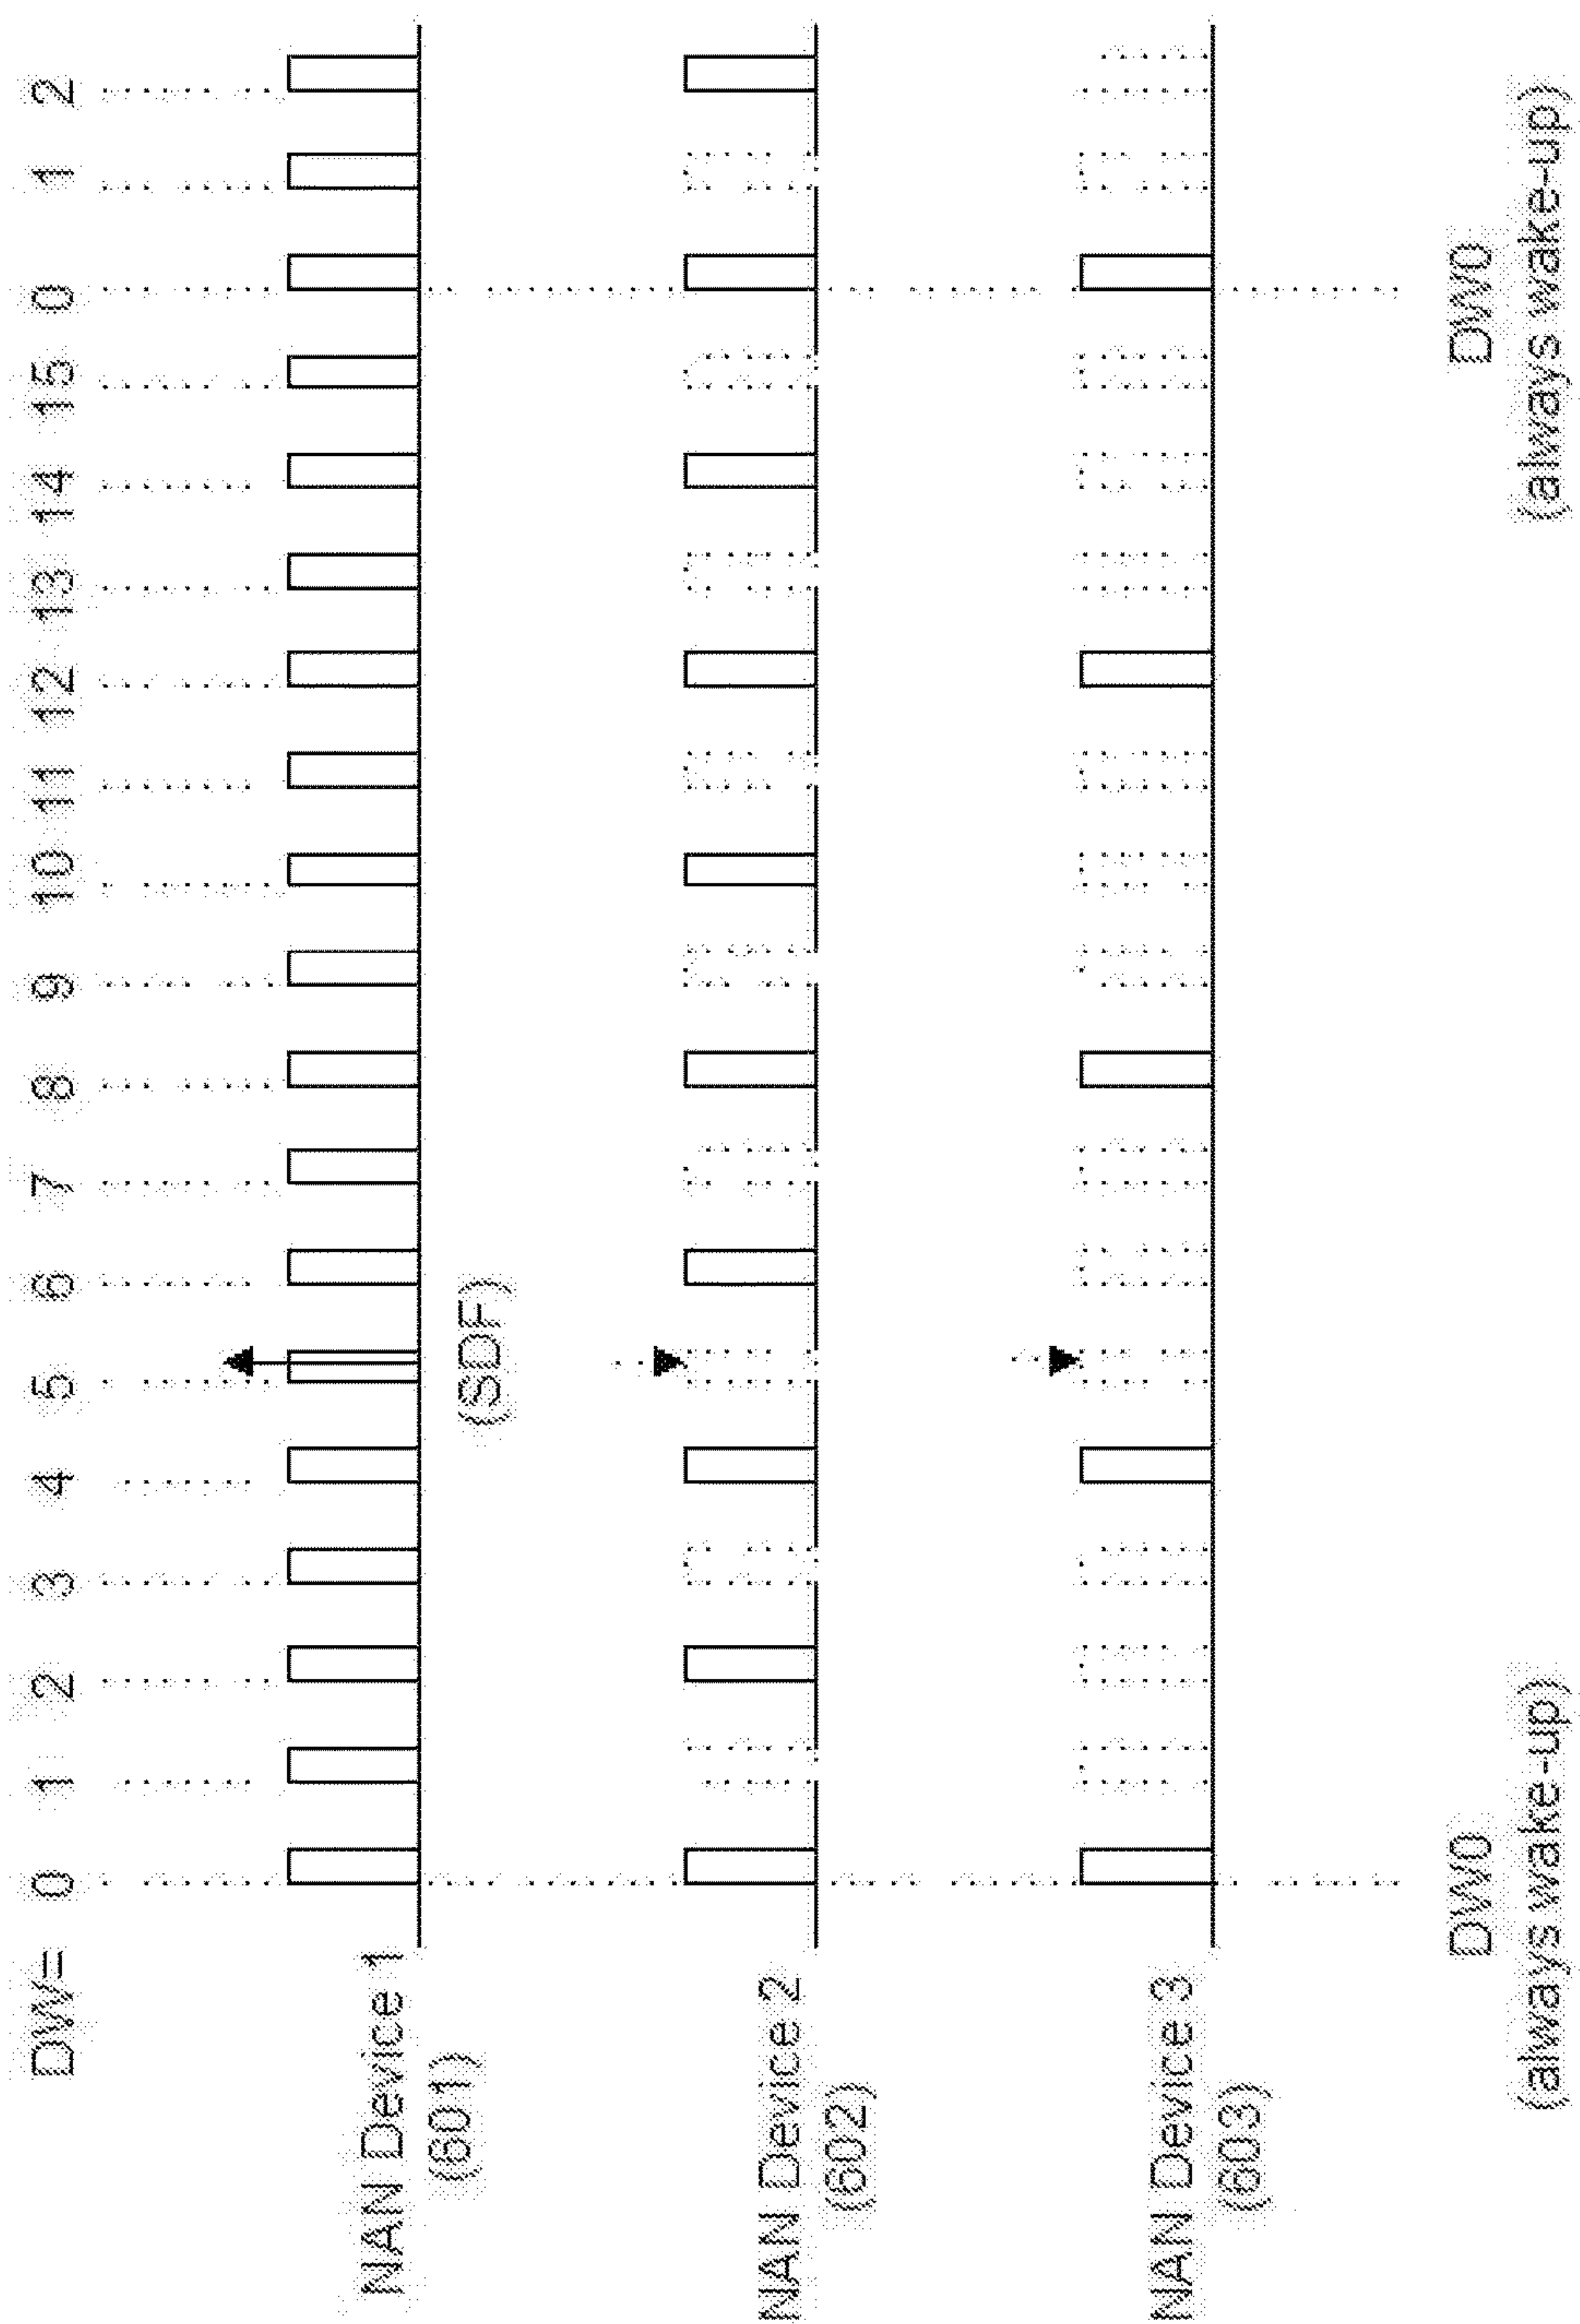 DW= 0 1 2 3 4 5 6 7 8 9 10 11 12 13 14 15 0 1 2
NAN Device 1
(601)
(SDF)
NAN Device 2
(602)
NAN Device 3
(603)
DW0
(always wake-up)
DW0
(always wake-up)